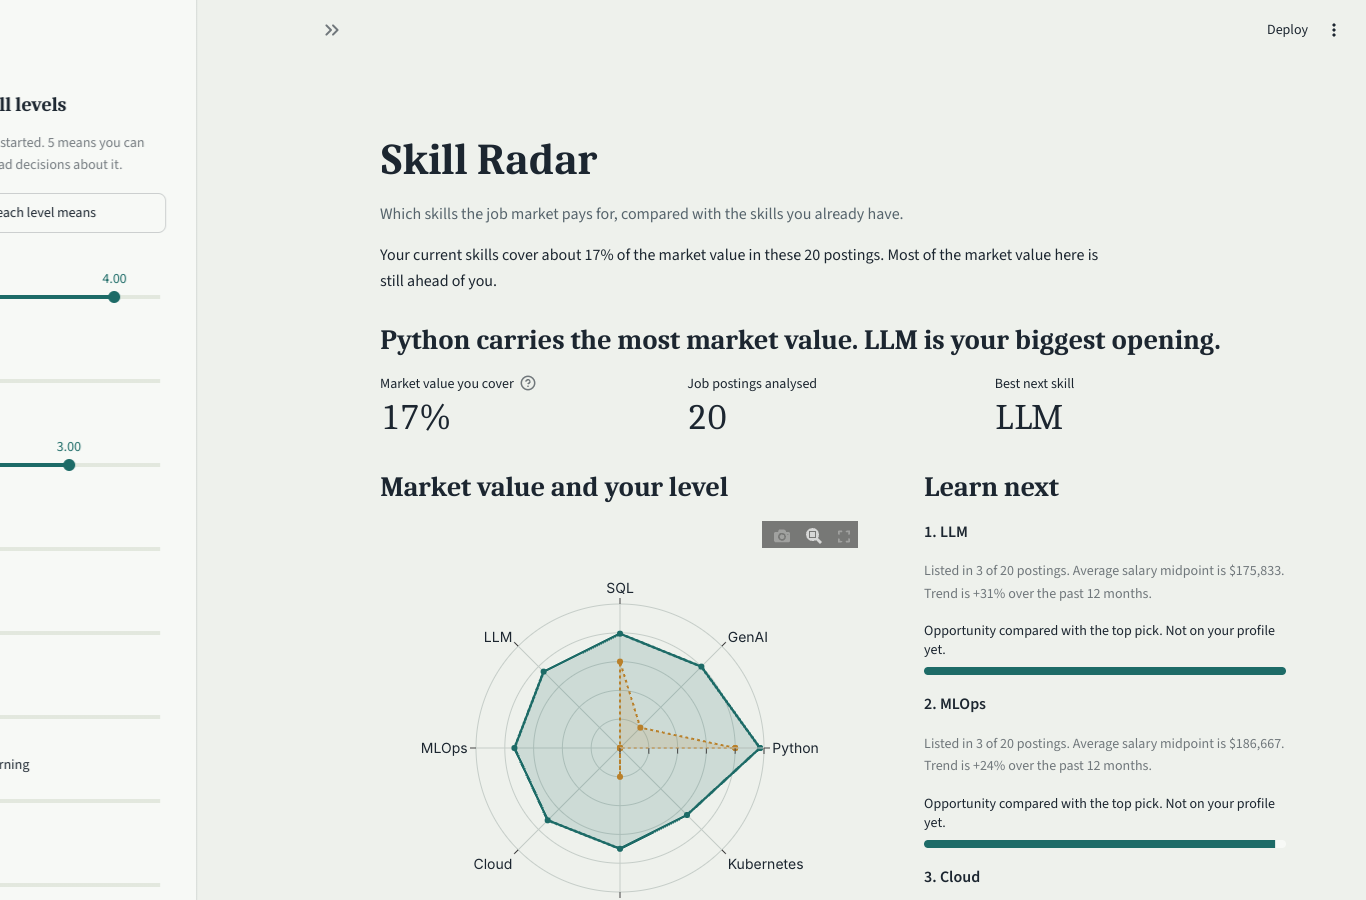 Deploy
ll levels
started. 5 means you can
ad decisions about it.
each level means
4.00
3.00
rning
Skill Radar
Which skills the job market pays for, compared with the skills you already have.
Your current skills cover about 17% of the market value in these 20 postings. Most of the market value here is
still ahead of you.
Python carries the most market value. LLM is your biggest opening.
Market value you cover
17%
Job postings analysed
20
Best next skill
LLM
Market value and your level
SQL
LLM
GenAI
MLOps
Python
Cloud
Kubernetes
Learn next
1. LLM
Listed in 3 of 20 postings. Average salary midpoint is $175,833.
Trend is +31% over the past 12 months.
Opportunity compared with the top pick. Not on your profile
yet.
2. MLOps
Listed in 3 of 20 postings. Average salary midpoint is $186,667.
Trend is +24% over the past 12 months.
Opportunity compared with the top pick. Not on your profile
yet.
3. Cloud